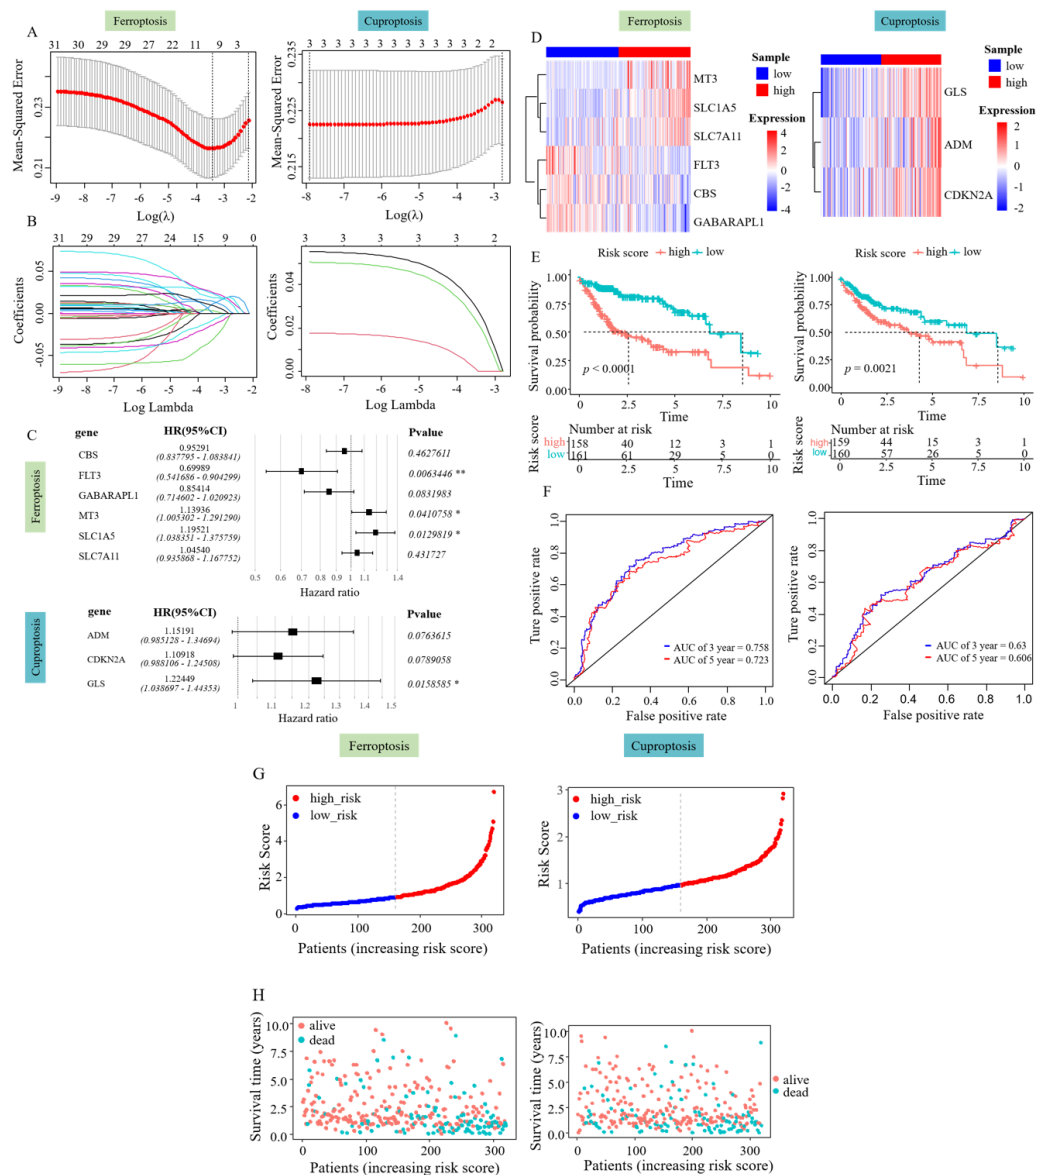 Ferroptosis
Cuproptosis
A
31 30 29 29 27 22 11 9 3
Mean-Squared Error
0.23
0.21
-9 -8 -7 -6 -5 -4 -3 -2
Log(λ)
3 3 3 3 3 3 3 3 3 3 3 3 2 2
Mean-Squared Error
0.235
0.225
0.215
-8 -7 -6 -5 -4 -3
Log(λ)
B
31 29 29 27 24 15 9 0
Coefficients
0.05
0.00
-0.05
-9 -8 -7 -6 -5 -4 -3 -2
Log Lambda
3 3 3 3 3 2
Coefficients
0.04
0.02
0.00
-8 -7 -6 -5 -4 -3
Log Lambda
C
Ferroptosis
gene HR(95%CI) Pvalue
CBS 0.95291 (0.837795 - 1.083841) 0.4627611
FLT3 0.69989 (0.541686 - 0.904299) 0.0063446 **
GABARAPL1 0.85414 (0.714602 - 1.020923) 0.0831983
MT3 1.13936 (1.005302 - 1.291290) 0.0410758 *
SLC1A5 1.19521 (1.038351 - 1.375759) 0.0129819 *
SLC7A11 1.04540 (0.935868 - 1.167752) 0.431727
0.5 0.6 0.7 0.8 0.9 1 1.1 1.4
Hazard ratio
Cuproptosis
gene HR(95%CI) Pvalue
ADM 1.15191 (0.985128 - 1.34694) 0.0763615
CDKN2A 1.10918 (0.988106 - 1.24508) 0.0789058
GLS 1.22449 (1.038697 - 1.44353) 0.0158585 *
1 1.1 1.2 1.3 1.4 1.5
Hazard ratio
Ferroptosis
Cuproptosis
D
MT3
SLC1A5
SLC7A11
FLT3
CBS
GABARAPL1
Sample
low
high
Expression
4
2
0
-2
-4
GLS
ADM
CDKN2A
Sample
low
high
Expression
2
1
0
-1
-2
E
Risk score high low
Survival probability
1.00
0.75
0.50
0.25
0.00
p < 0.0001
0 2.5 5 7.5 10
Time
Number at risk
Risk score
high 158 40 12 3 1
low 161 61 29 5 0
0 2.5 5 7.5 10
Time
Risk score high low
Survival probability
1.00
0.75
0.50
0.25
0.00
p = 0.0021
0 2.5 5 7.5 10
Time
Number at risk
Risk score
high 159 44 15 3 1
low 160 57 26 5 0
0 2.5 5 7.5 10
Time
F
Ture positive rate
1.0
0.8
0.6
0.4
0.2
0.0
AUC of 3 year = 0.758
AUC of 5 year = 0.723
0.0 0.2 0.4 0.6 0.8 1.0
False positive rate
Ture positive rate
1.0
0.8
0.6
0.4
0.2
0.0
AUC of 3 year = 0.63
AUC of 5 year = 0.606
0.0 0.2 0.4 0.6 0.8 1.0
False positive rate
Ferroptosis
Cuproptosis
G
high_risk
low_risk
Risk Score
6
4
2
0
0 100 200 300
Patients (increasing risk score)
high_risk
low_risk
Risk Score
3
2
1
0 100 200 300
Patients (increasing risk score)
H
alive
dead
Survival time (years)
10.0
7.5
5.0
2.5
0.0
0 100 200 300
Patients (increasing risk score)
Survival time (years)
10.0
7.5
5.0
2.5
0.0
0 100 200 300
Patients (increasing risk score)
alive
dead